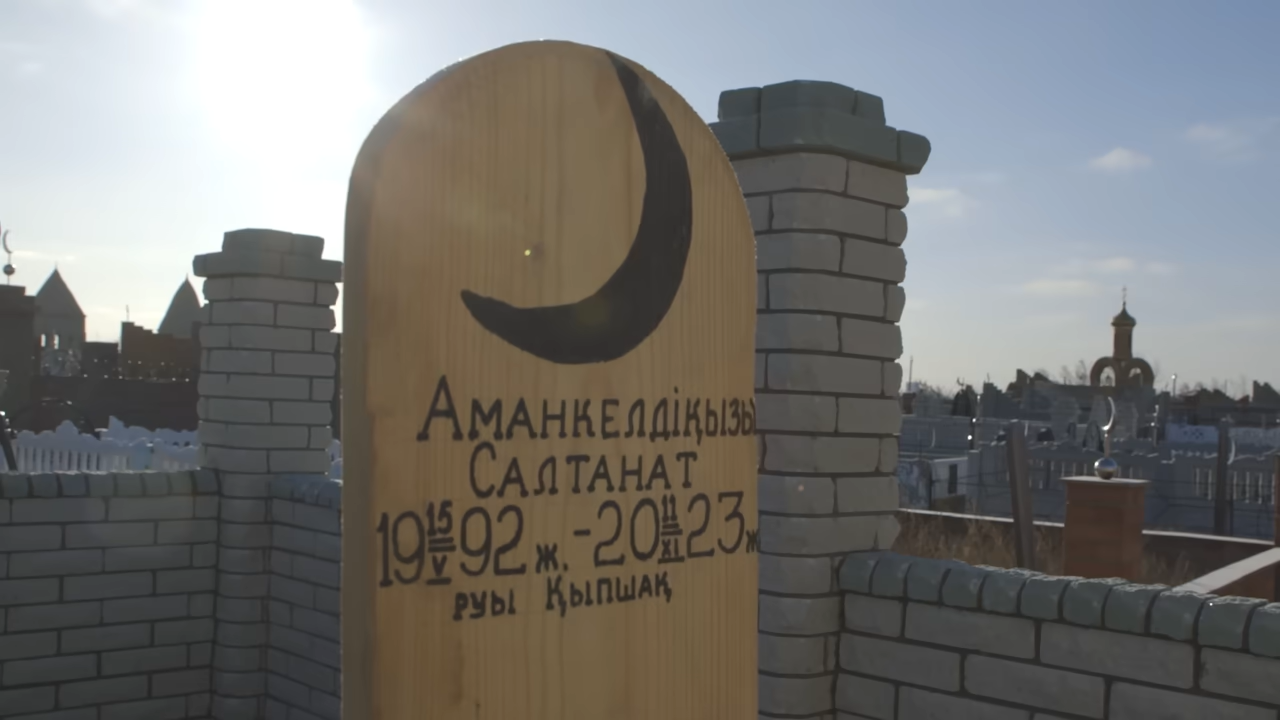 Аманкелдіқызы
Салтанат
19 15/V 92 ж. - 20 11/XI 23 ж
руы Қыпшақ